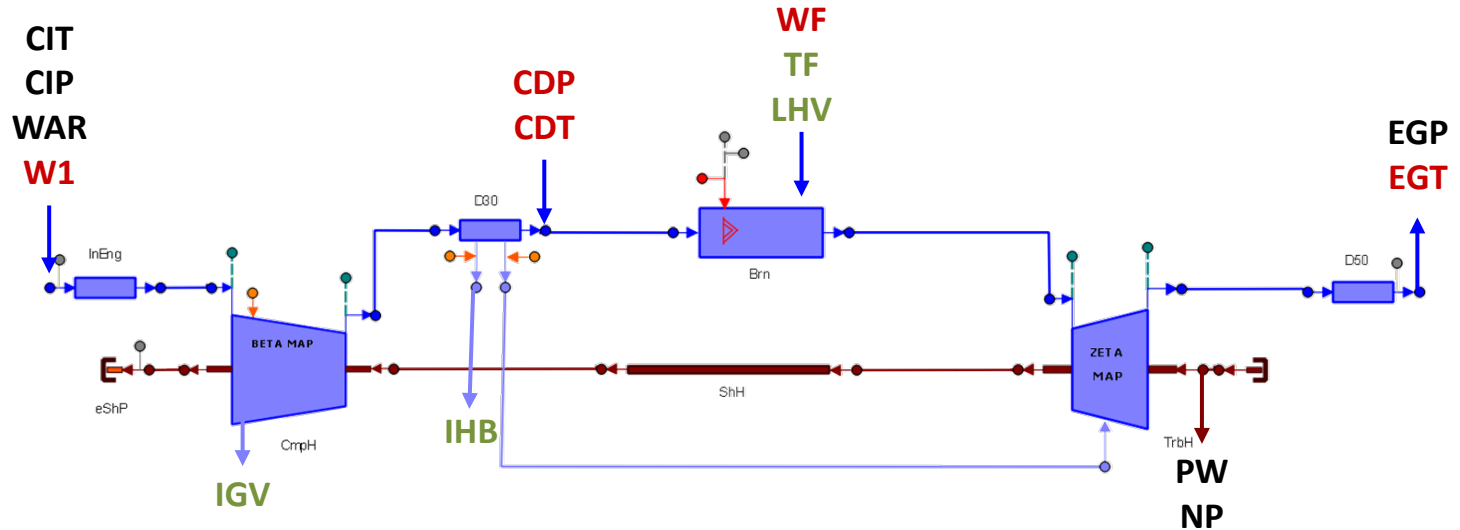 CIT
CIP
WAR
W1
CDP
CDT
WF
TF
LHV
EGP
EGT
InEng
D30
Brn
D50
BETA MAP
ZETA
MAP
eShP
CmpH
ShH
TrbH
IGV
IHB
PW
NP